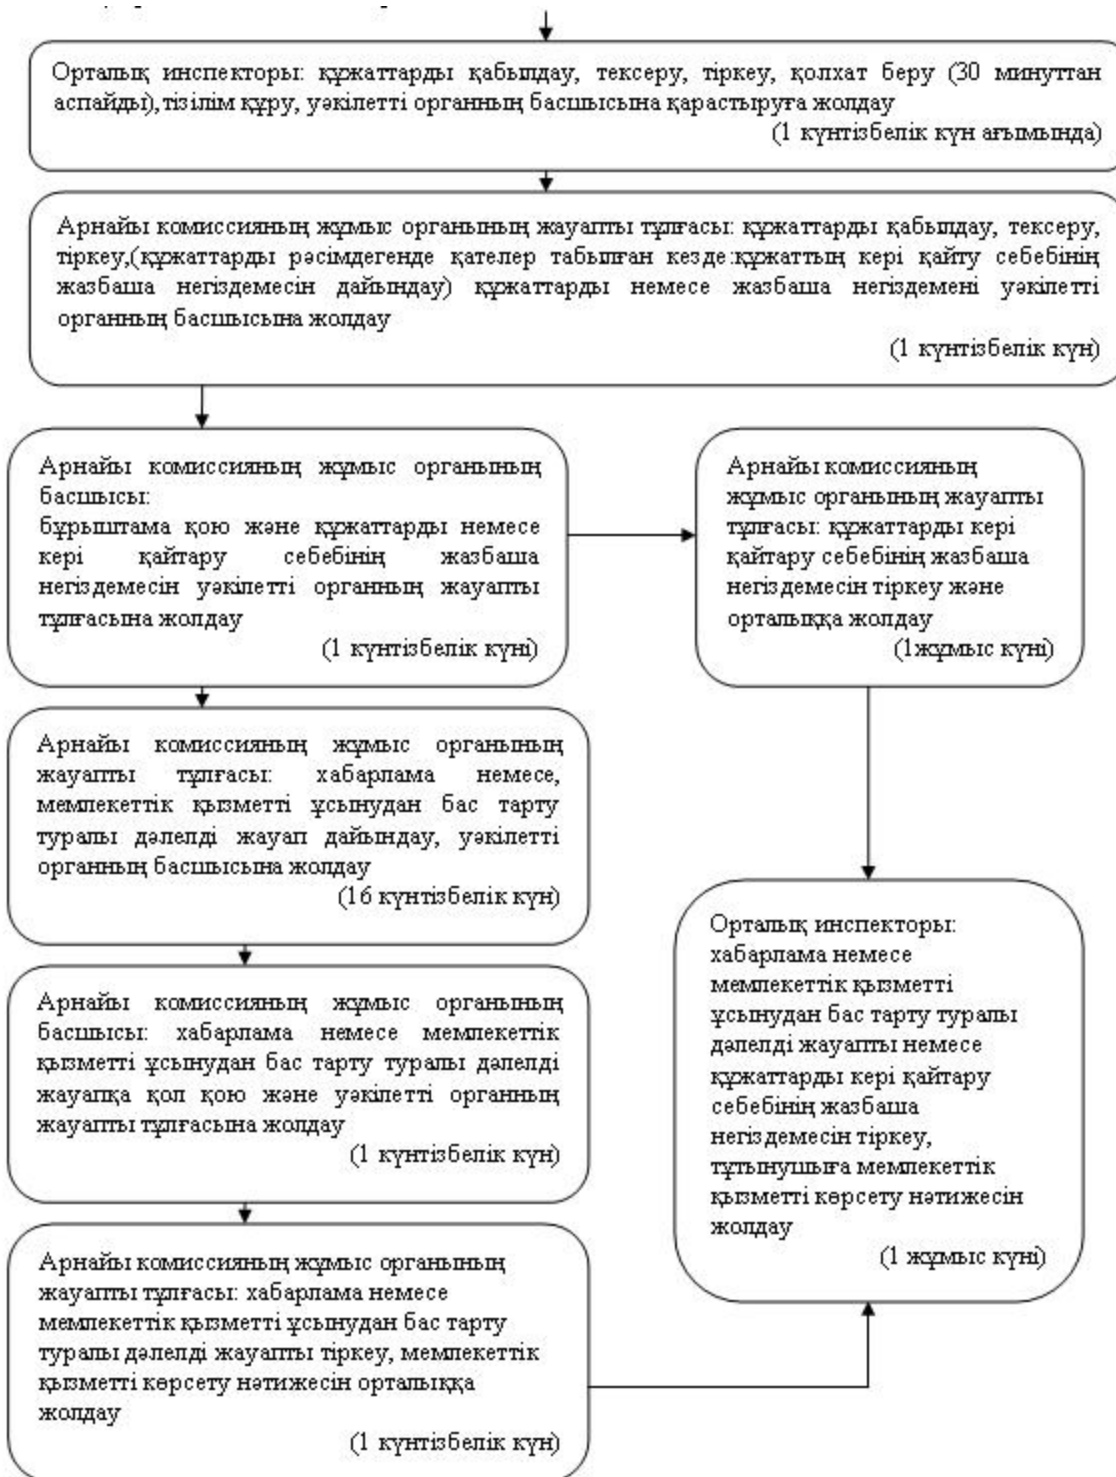 Орталық инспекторы: құжаттарды қабылдау, тексеру, тіркеу, қолхат беру (30 минуттан
аспайды),тізілім құру, уәкілетті органның басшысына қарастыруға жолдау
(1 күнтізбелік күн ағымында)
Арнайы комиссияның жұмыс органының жауапты тұлғасы: құжаттарды қабылдау, тексеру,
тіркеу,(құжаттарды рәсімдегенде қателер табылған кезде:құжаттың кері қайту себебінің
жазбаша негіздемесін дайындау) құжаттарды немесе жазбаша негіздемені уәкілетті
органның басшысына жолдау
(1 күнтізбелік күн)
Арнайы комиссияның жұмыс органының
басшысы:
бұрыштама қою және құжаттарды немесе
кері қайтару себебінің жазбаша
негіздемесін уәкілетті органның жауапты
тұлғасына жолдау
(1 күнтізбелік күні)
Арнайы комиссияның
жұмыс органының жауапты
тұлғасы: құжаттарды кері
қайтару себебінің жазбаша
негіздемесін тіркеу және
орталыққа жолдау
(1жұмыс күні)
Арнайы комиссияның жұмыс органының
жауапты тұлғасы: хабарлама немесе,
мемлекеттік қызметті ұсынудан бас тарту
туралы дәлелді жауап дайындау, уәкілетті
органның басшысына жолдау
(16 күнтізбелік күн)
Арнайы комиссияның жұмыс органының
басшысы: хабарлама немесе мемлекеттік
қызметті ұсынудан бас тарту туралы дәлелді
жауапқа қол қою және уәкілетті органның
жауапты тұлғасына жолдау
(1 күнтізбелік күн)
Арнайы комиссияның жұмыс органының
жауапты тұлғасы: хабарлама немесе
мемлекеттік қызметті ұсынудан бас тарту
туралы дәлелді жауапты тіркеу, мемлекеттік
қызметті көрсету нәтижесін орталыққа
жолдау
(1 күнтізбелік күн)
Орталық инспекторы:
хабарлама немесе
мемлекеттік қызметті
ұсынудан бас тарту туралы
дәлелді жауапты немесе
құжаттарды кері қайтару
себебінің жазбаша
негіздемесін тіркеу,
тұтынушыға мемлекеттік
қызметті көрсету нәтижесін
жолдау
(1 жұмыс күні)